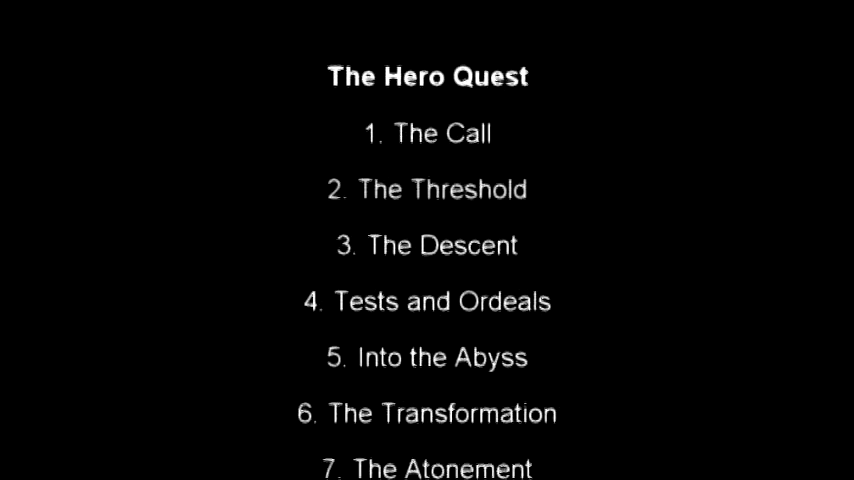 The Hero Quest
1. The Call
2. The Threshold
3. The Descent
4. Tests and Ordeals
5. Into the Abyss
6. The Transformation
7. The Atonement